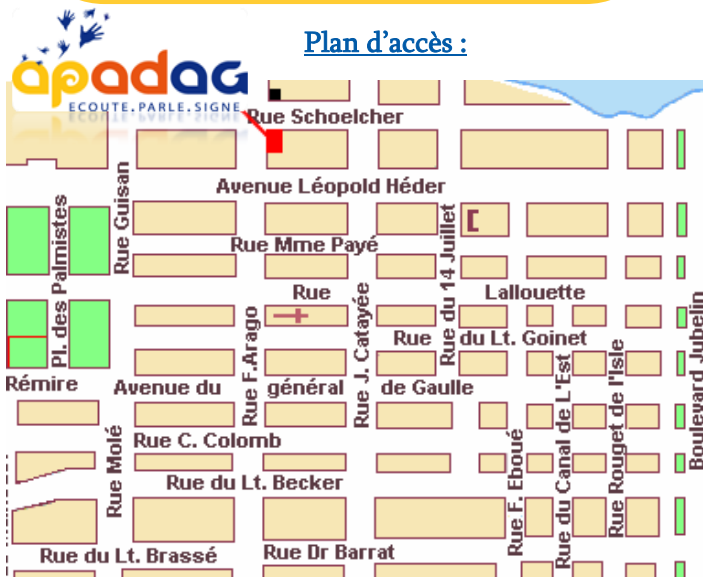 Plan d'accès :
apadag
ECOUTE.PARLE.SIGNE
Rue Schoelcher
Avenue Léopold Héder
Rue Guisan
Pl. des Palmistes
Rue Mme Payé
Rue du 14 Juillet
Rue Lallouette
Rue F.Arago
Rue J. Catayée
Rue du Lt. Goinet
Boulevard Jubelin
Rémire
Avenue du général de Gaulle
Rue Molé
Rue C. Colomb
Rue du Lt. Becker
Rue F. Eboué
Rue du Canal de L'Est
Rue Rouget de l'Isle
Rue du Lt. Brassé
Rue Dr Barrat